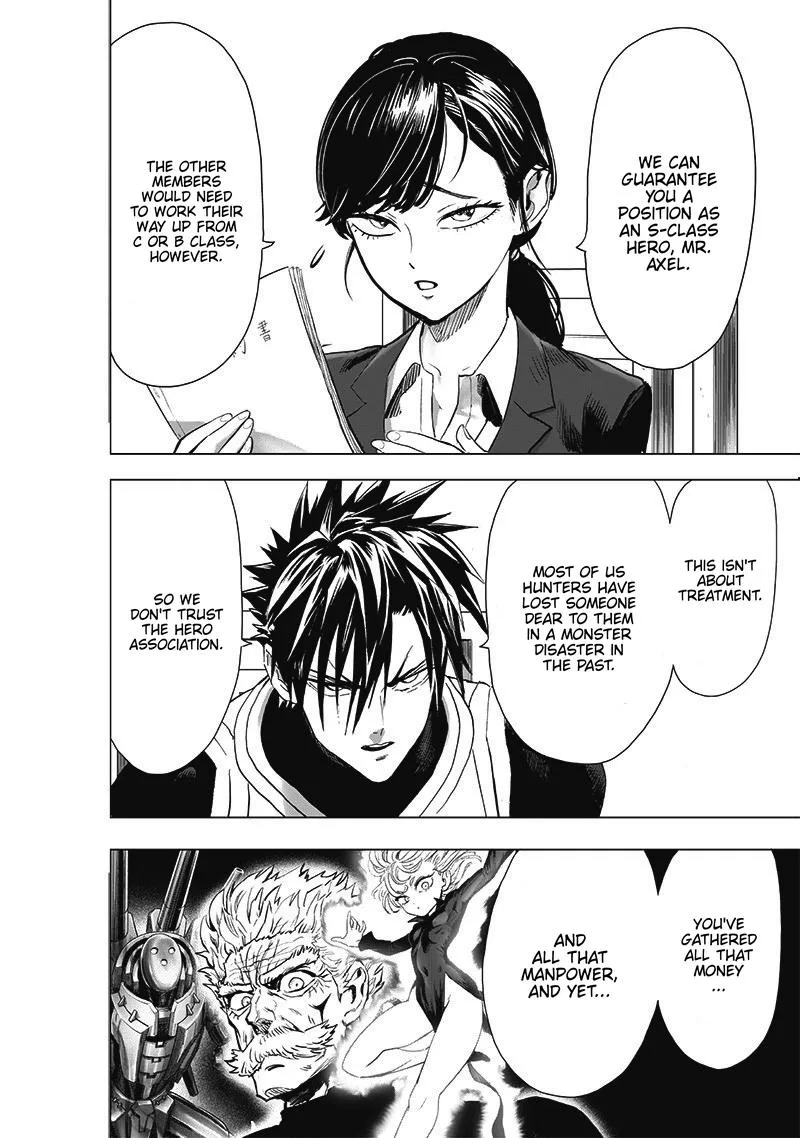 WE CAN
GUARANTEE
YOU A
POSITION AS
AN S-CLASS
HERO, MR.
AXEL.
THE OTHER
MEMBERS
WOULD NEED
TO WORK THEIR
WAY UP FROM
C OR B CLASS,
HOWEVER.
書
THIS ISN'T
ABOUT
TREATMENT.
MOST OF US
HUNTERS HAVE
LOST SOMEONE
DEAR TO THEM
IN A MONSTER
DISASTER IN
THE PAST.
SO WE
DON'T TRUST
THE HERO
ASSOCIATION.
YOU'VE
GATHERED
ALL THAT
MONEY
...
AND
ALL THAT
MANPOWER,
AND YET...